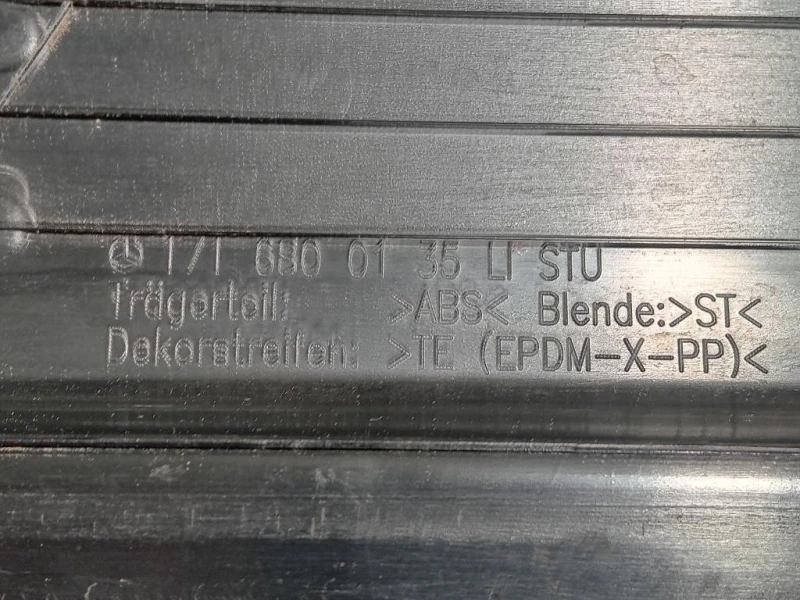 171 680 01 35 LI STU
Trägerteil: >ABS< Blende:>ST<
Dekorstreifen: >TE (EPDM-X-PP)<